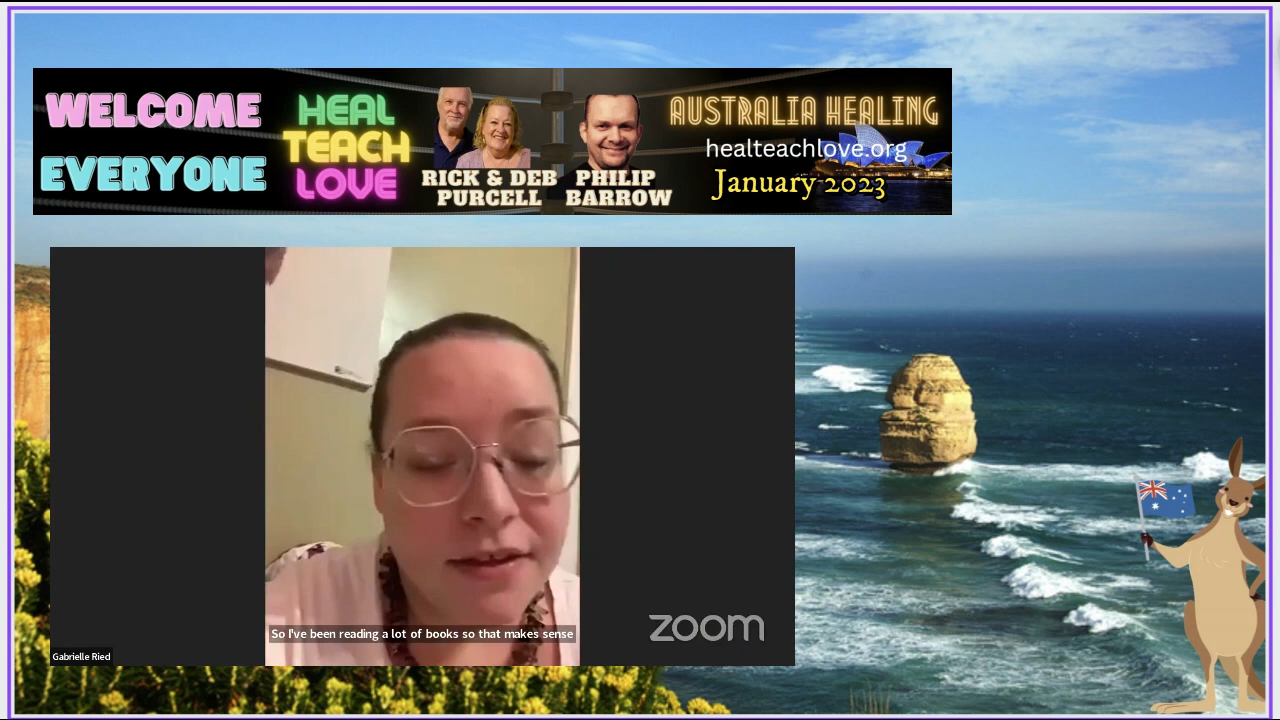 WELCOME
EVERYONE
HEAL
TEACH
LOVE
RICK & DEB
PURCELL
PHILIP
BARROW
AUSTRALIA HEALING
healteachlove.org
January 2023
So I've been reading a lot of books so that makes sense
zoom
Gabrielle Ried